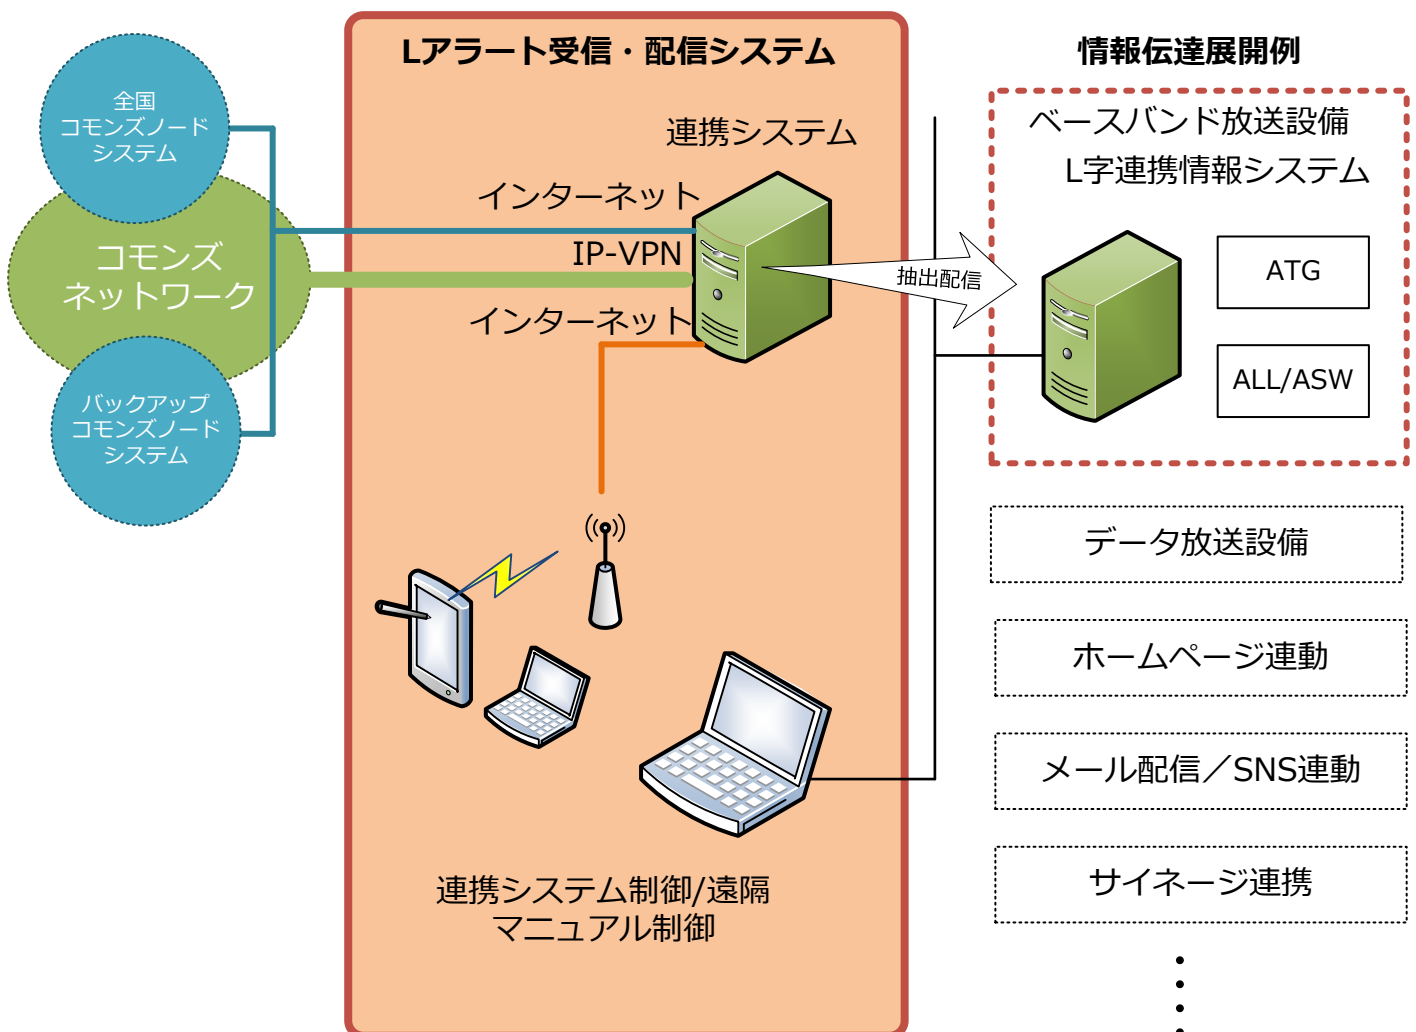 Lアラート受信・配信システム
情報伝達展開例
全国
コモンズノード
システム
コモンズ
ネットワーク
バックアップ
コモンズノード
システム
連携システム
インターネット
IP-VPN
インターネット
抽出配信
ベースバンド放送設備
L字連携情報システム
ATG
ALL/ASW
データ放送設備
ホームページ連動
メール配信／SNS連動
サイネージ連携
連携システム制御/遠隔
マニュアル制御